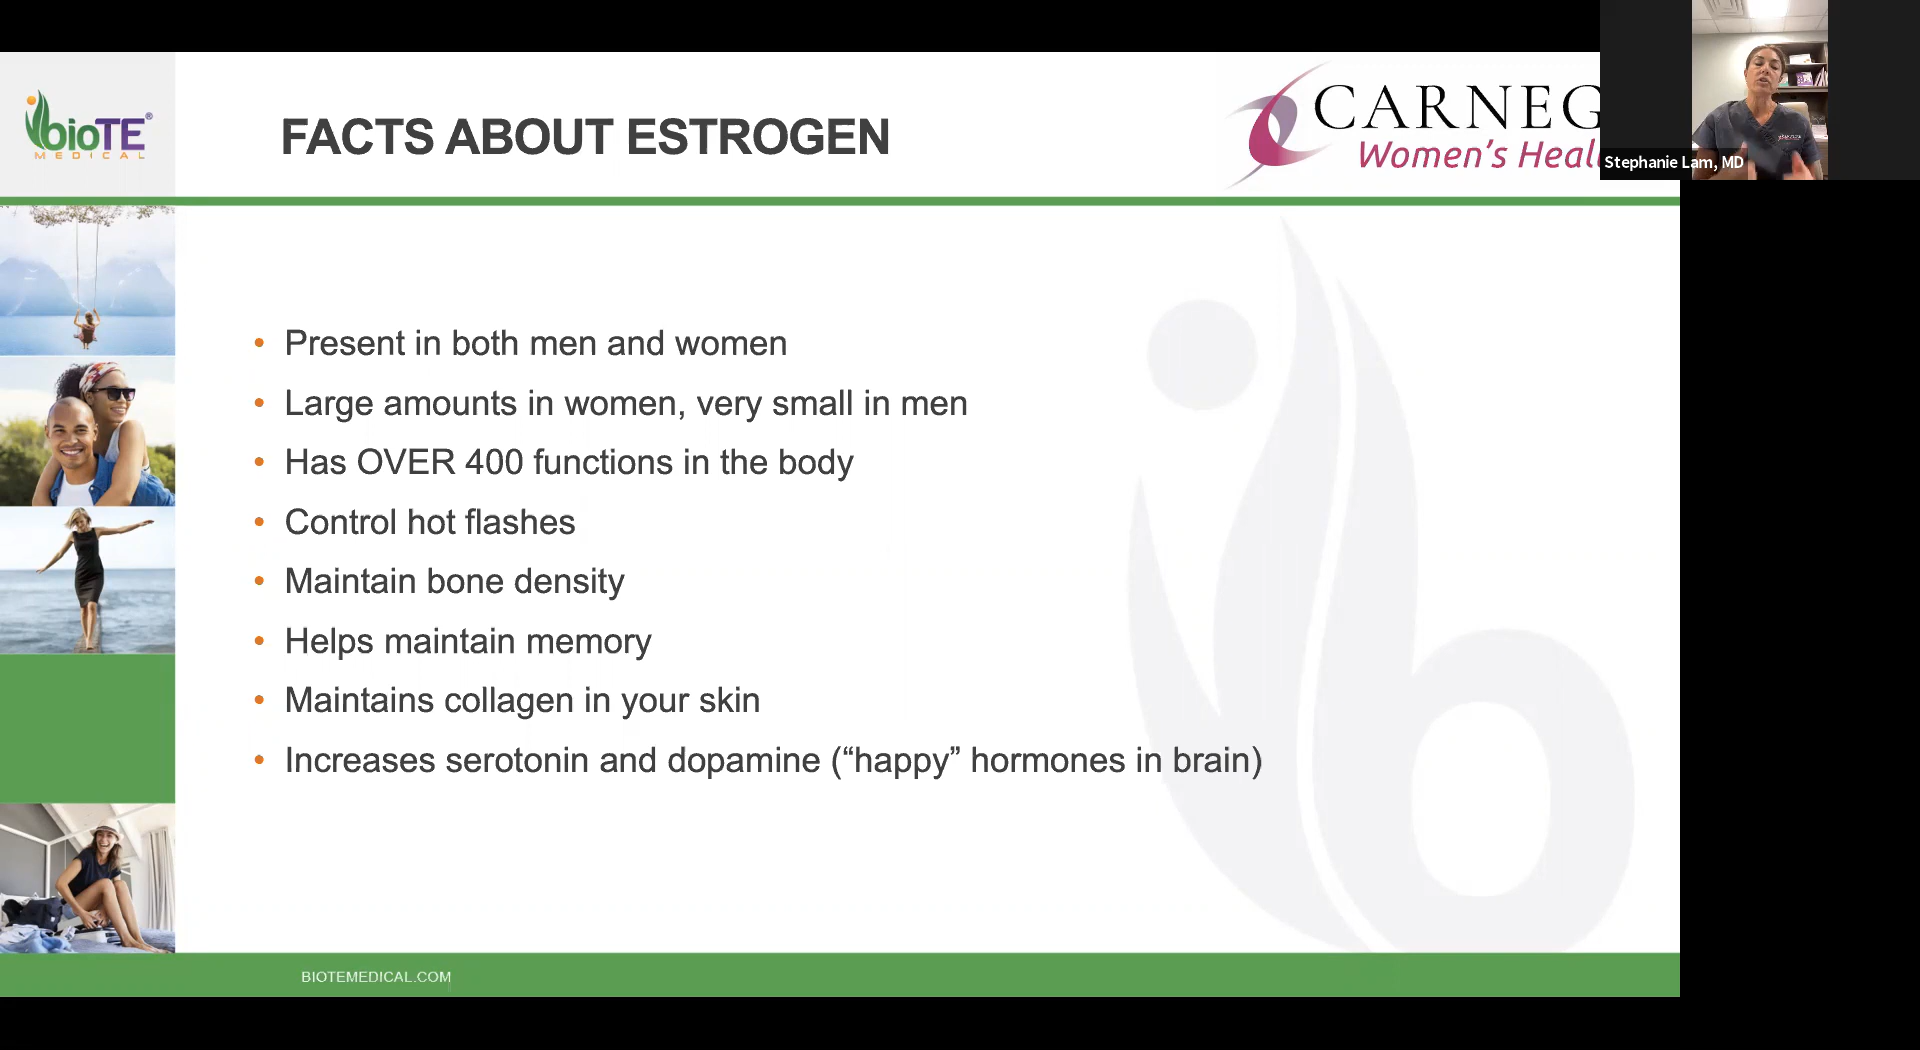 bioTE®
MEDICAL
FACTS ABOUT ESTROGEN
CARNEG
Women's Heal
Stephanie Lam, MD
• Present in both men and women
• Large amounts in women, very small in men
• Has OVER 400 functions in the body
• Control hot flashes
• Maintain bone density
• Helps maintain memory
• Maintains collagen in your skin
• Increases serotonin and dopamine (“happy” hormones in brain)
BIOTEMEDICAL.COM